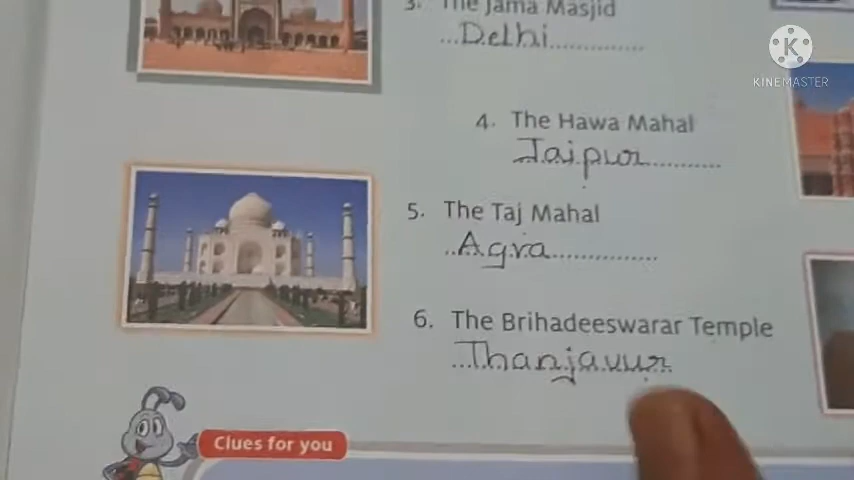 3. The Jama Masjid
Delhi
4. The Hawa Mahal
Jaipur
5. The Taj Mahal
Agra
6. The Brihadeeswarar Temple
Thanjavur
Clues for you
K
KINEMASTER